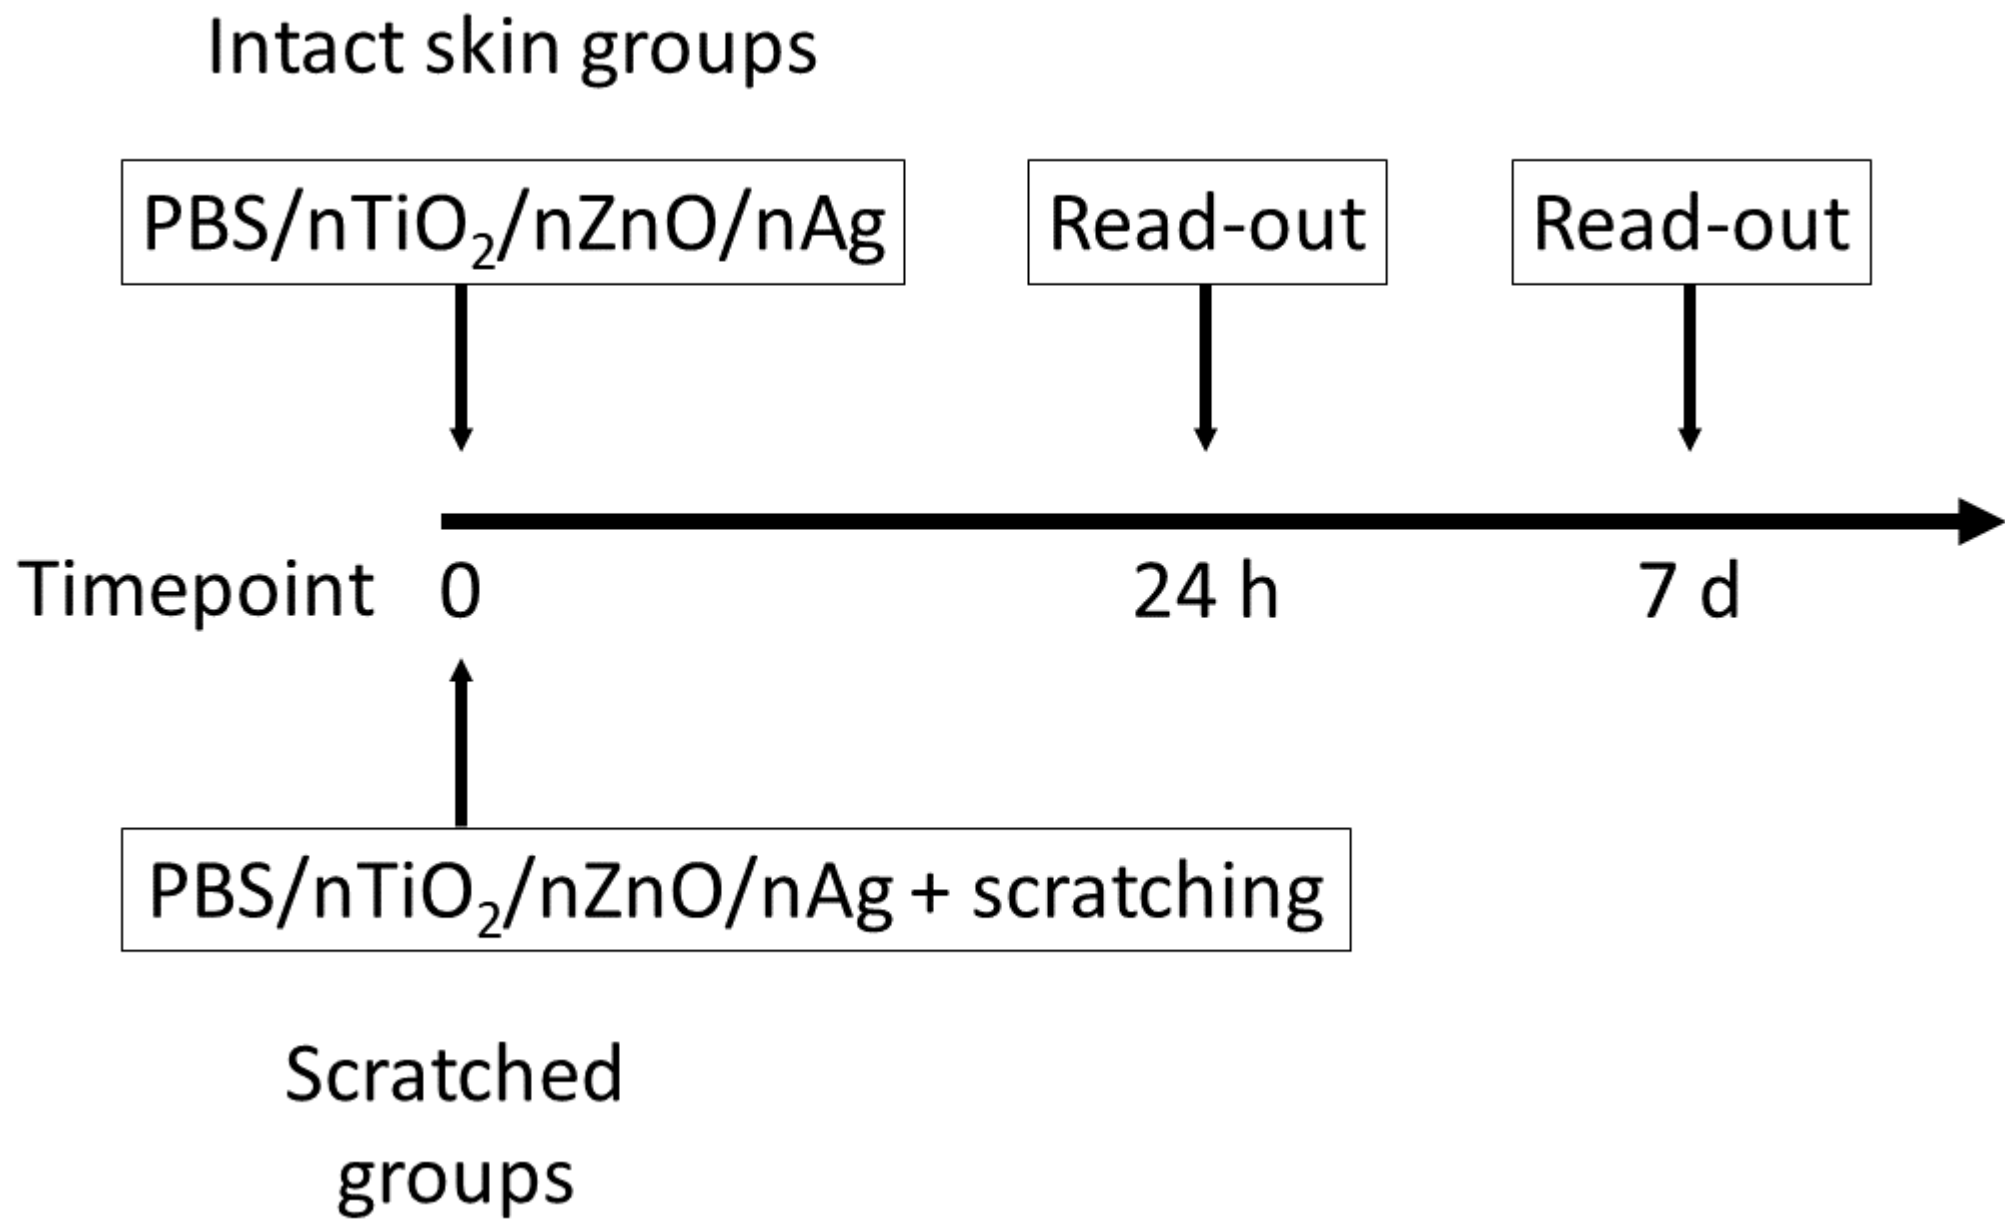 Intact skin groups
PBS/nTiO₂/nZnO/nAg
Read-out
Read-out
Timepoint 0 24 h 7 d
PBS/nTiO₂/nZnO/nAg + scratching
Scratched
groups